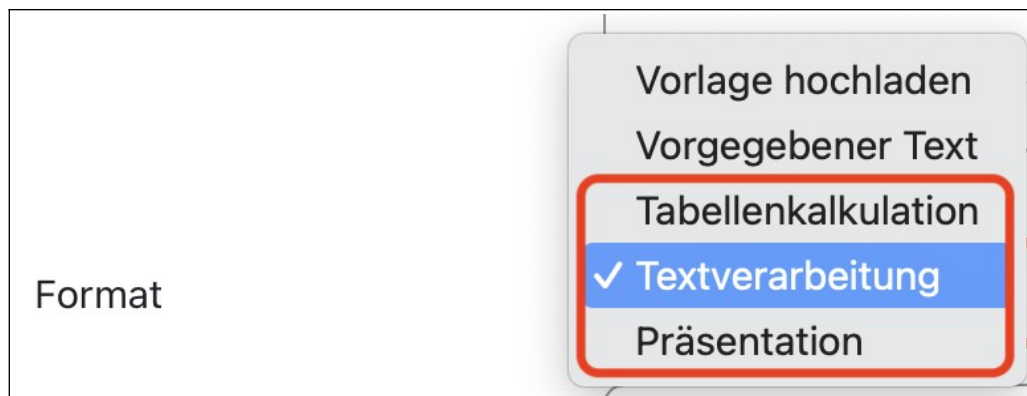 Vorlage hochladen
Vorgegebener Text
Tabellenkalkulation
Format
✓ Textverarbeitung
Präsentation